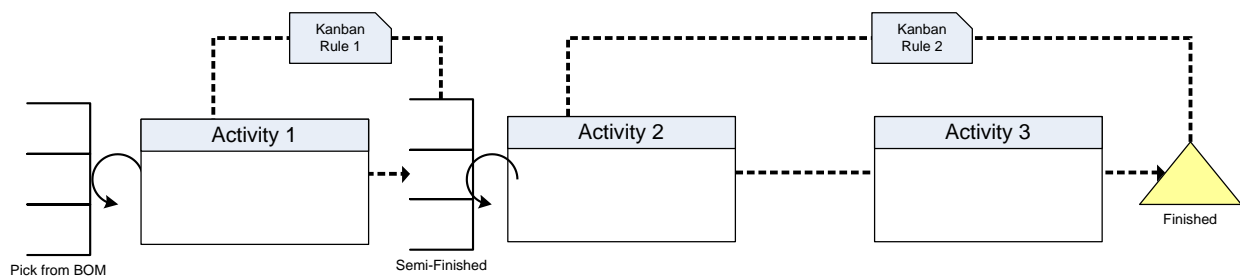 Kanban
Rule 1
Kanban
Rule 2
Activity 1
Activity 2
Activity 3
Finished
Semi-Finished
Pick from BOM